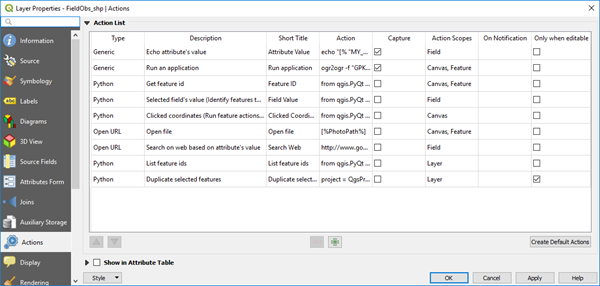 Layer Properties - FieldObs_shp | Actions
Information
Source
Symbology
abc Labels
Diagrams
3D View
Source Fields
Attributes Form
Joins
Auxiliary Storage
Actions
Display
Rendering
Action List
Type Description Short Title Action Capture Action Scopes On Notification Only when editable
Generic Echo attribute's value Attribute Value echo "[% "MY_... Field
Generic Run an application Run application ogr2ogr -f "GPK... Canvas, Feature
Python Get feature id Feature ID from qgis.PyQt ... Canvas, Feature
Python Selected field's value (Identify features t... Field Value from qgis.PyQt ... Field
Python Clicked coordinates (Run feature actions... Clicked Coordi... from qgis.PyQt ... Canvas
Open URL Open file Open file [%PhotoPath%] Canvas, Feature
Open URL Search on web based on attribute's value Search Web http://www.go... Field
Python List feature ids List feature ids from qgis.PyQt ... Layer
Python Duplicate selected features Duplicate select... project = QgsPr... Layer
Create Default Actions
Show in Attribute Table
Style OK Cancel Apply Help